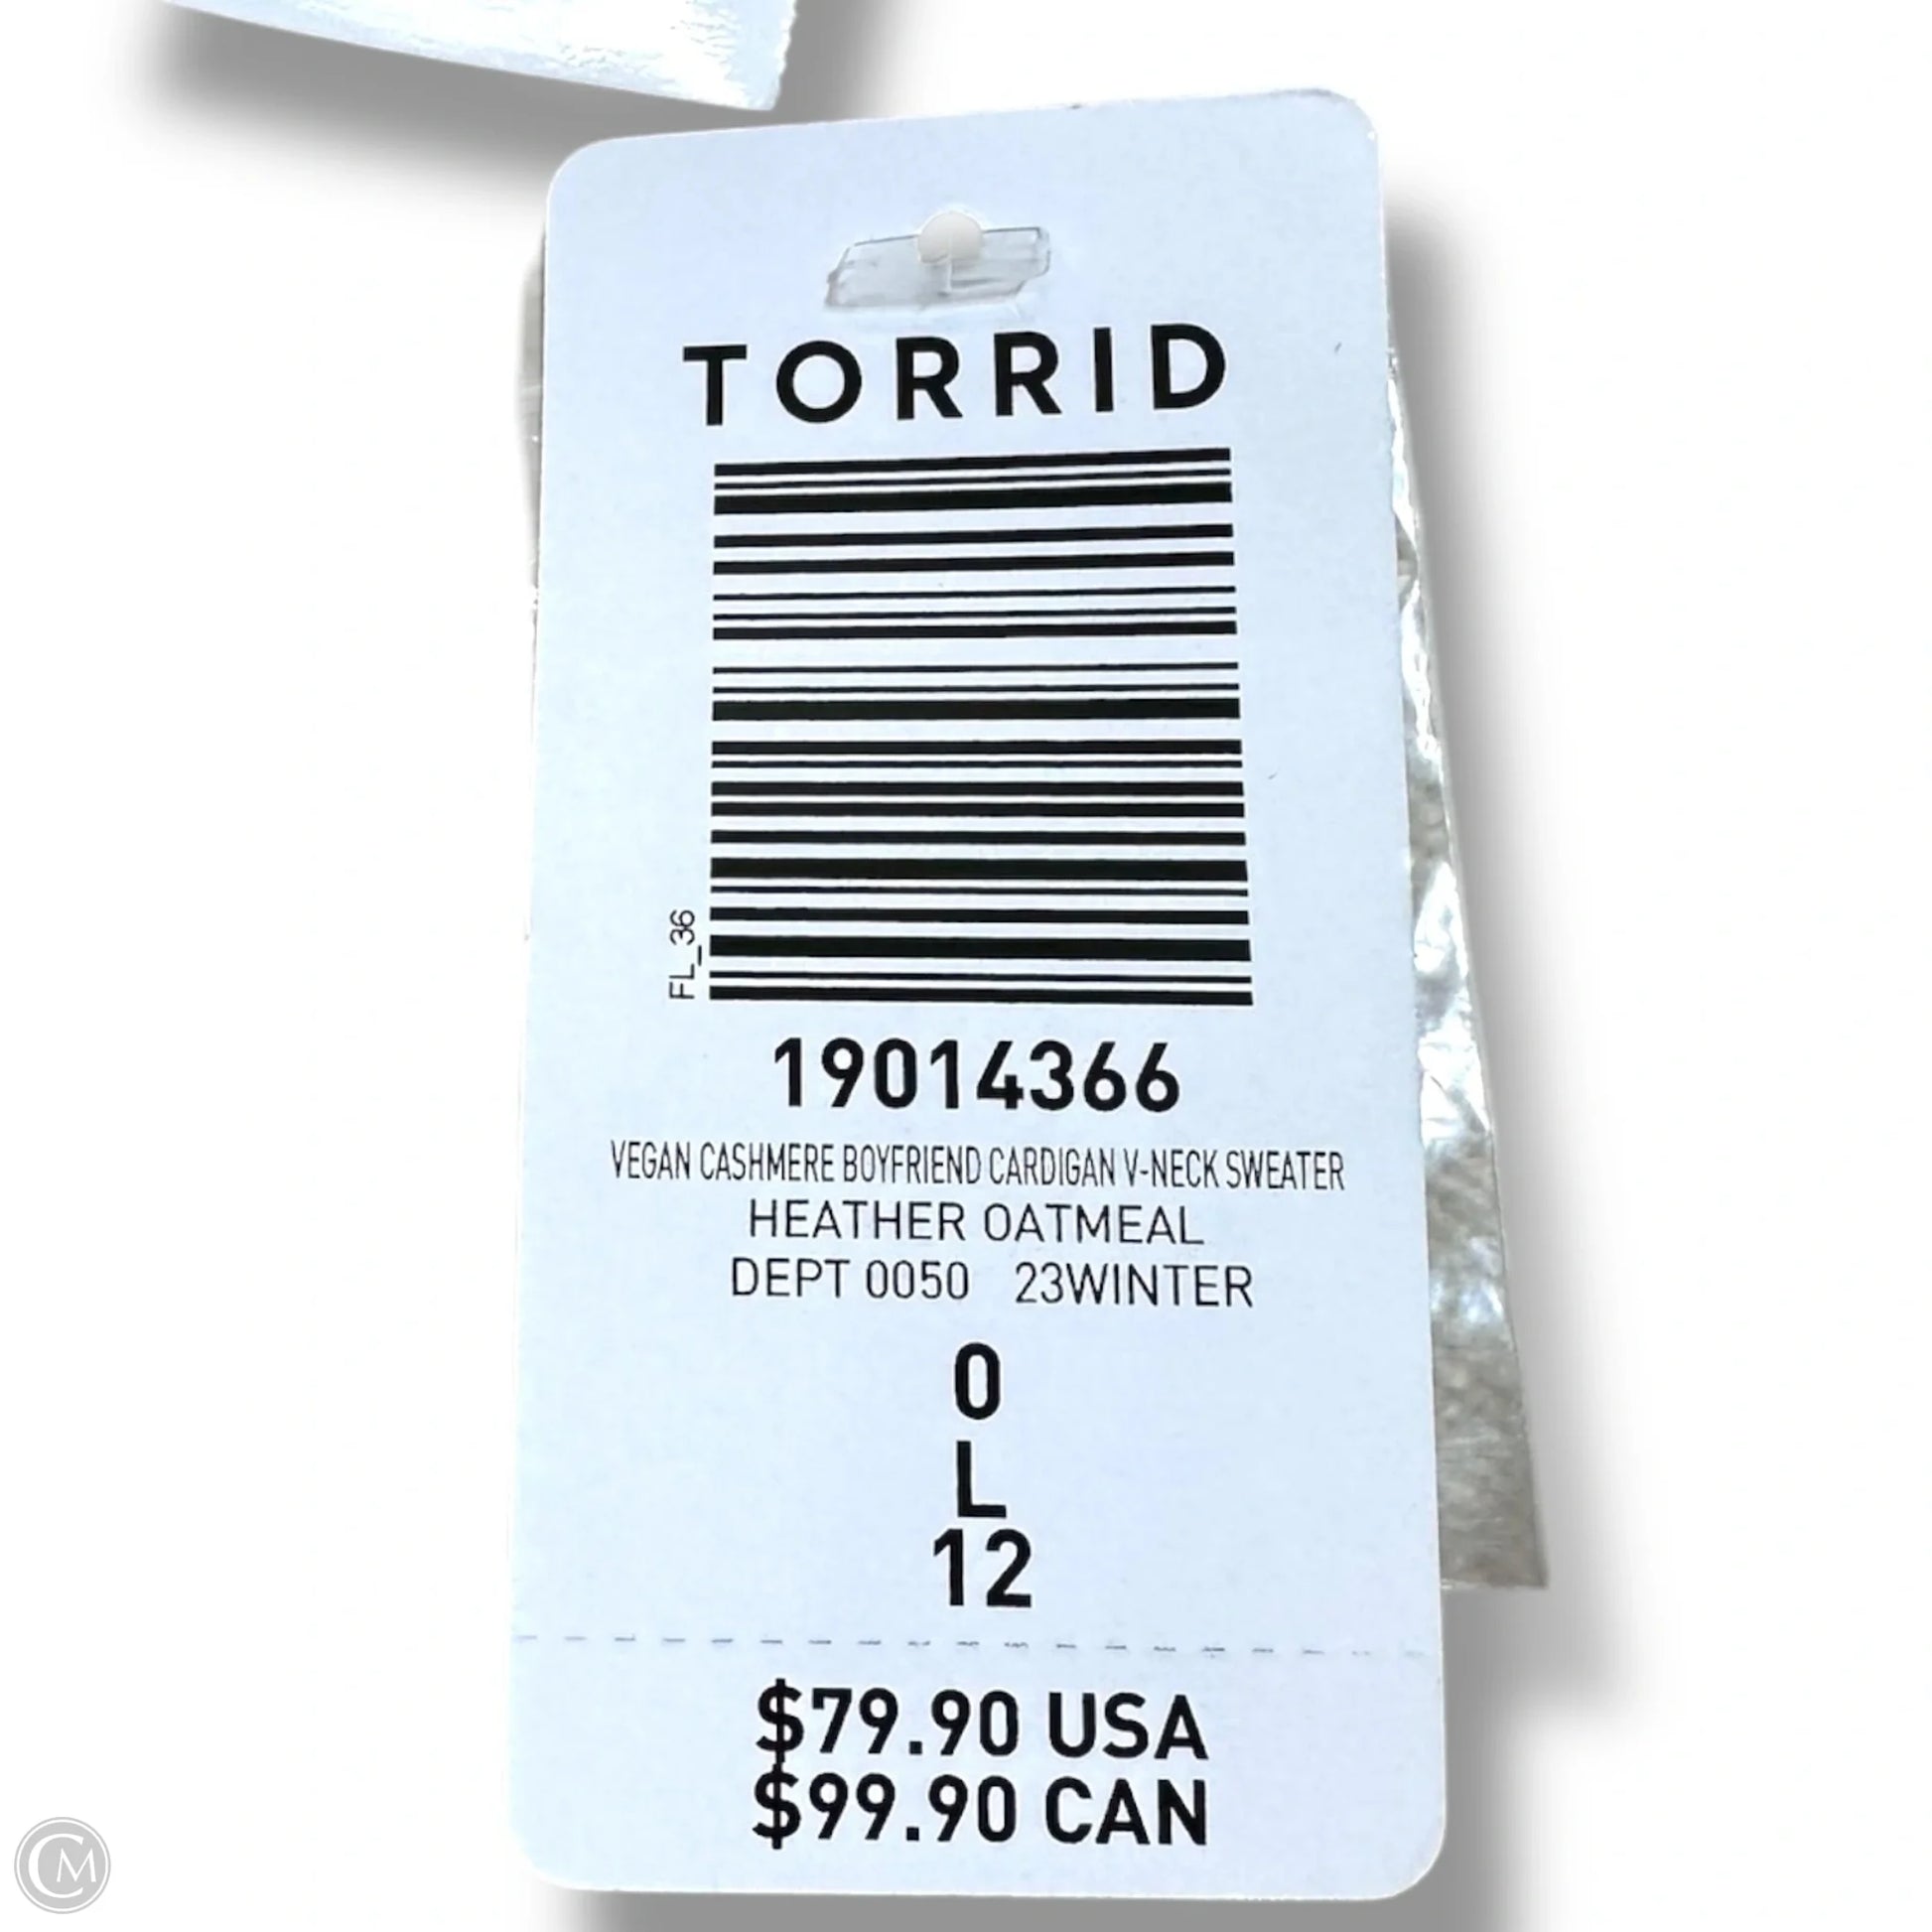 TORRID
FL_36
19014366
VEGAN CASHMERE BOYFRIEND CARDIGAN V-NECK SWEATER
HEATHER OATMEAL
DEPT 0050 23WINTER
0
L
12
$79.90 USA
$99.90 CAN
CM